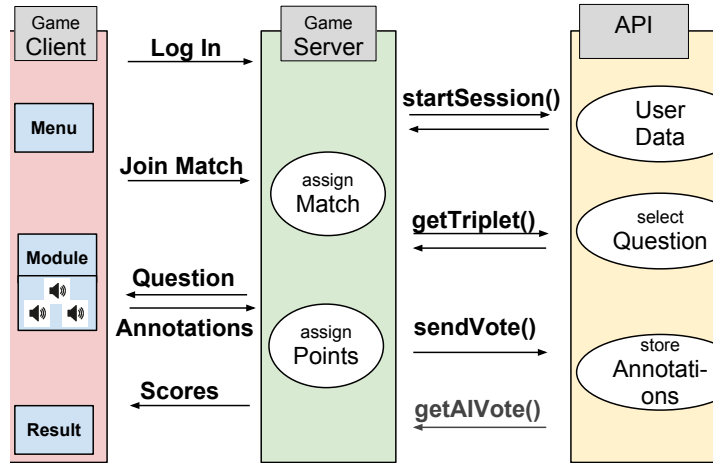 Game
Client
Game
Server
API
Log In
startSession()
User
Data
Menu
Join Match
assign
Match
getTriplet()
select
Question
Module
Question
Annotations
assign
Points
sendVote()
store
Annotati-
ons
Scores
getAIVote()
Result